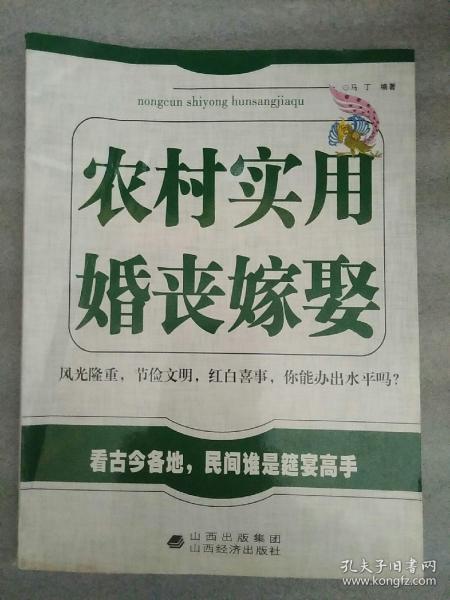 ◎马 丁 编著
nongcun shiyong hunsangjiaqu
农村实用
婚丧嫁娶
风光隆重，节俭文明，红白喜事，你能办出水平吗？
看古今各地，民间谁是筵宴高手
山西出版集团
山西经济出版社
孔夫子旧书网
www.kongfz.com